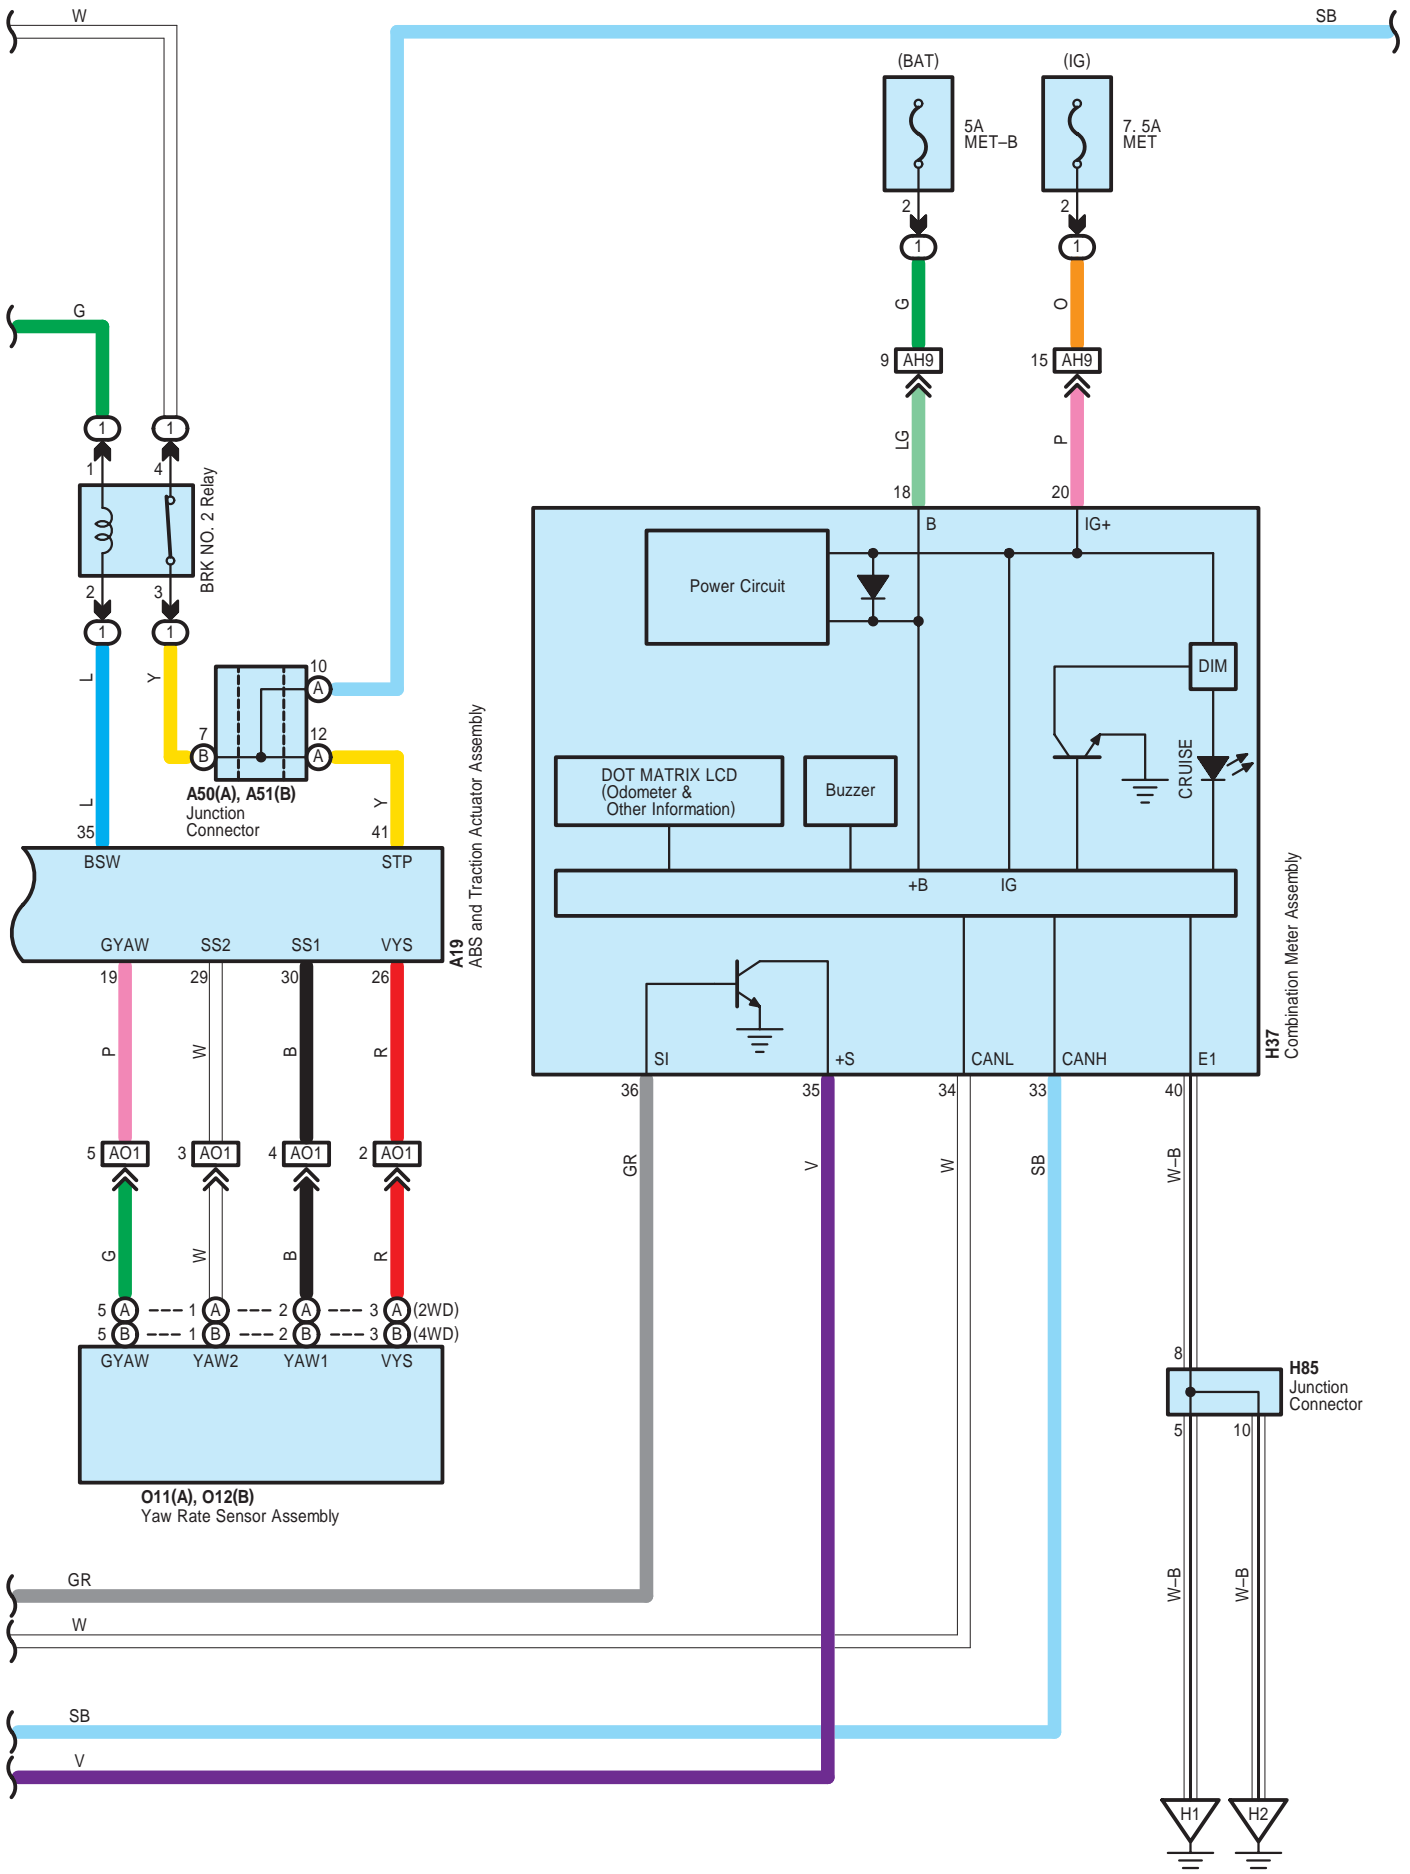 W
SB
(BAT)
(IG)
5A
MET–B
7. 5A
MET
2
2
1
1
G
O
G
9
AH9
15
AH9
LG
P
1
1
1
4
BRK NO. 2 Relay
2
3
1
1
18
20
B
IG+
Power Circuit
DIM
L
Y
10
A
7
B
12
A
A50(A), A51(B)
Junction
Connector
L
Y
35
41
BSW
STP
GYAW
SS2
SS1
VYS
A19
ABS and Traction Actuator Assembly
DOT MATRIX LCD
(Odometer &
Other Information)
Buzzer
CRUISE
+B
IG
H37
Combination Meter Assembly
19
29
30
26
P
W
B
R
SI
+S
CANL
CANH
E1
36
35
34
33
40
5
AO1
3
AO1
4
AO1
2
AO1
GR
V
W
SB
W–B
G
W
B
R
5 A 1 A 2 A 3 A (2WD)
5 B 1 B 2 B 3 B (4WD)
GYAW
YAW2
YAW1
VYS
O11(A), O12(B)
Yaw Rate Sensor Assembly
8
H85
Junction
Connector
5
10
GR
W
W–B
W–B
SB
V
H1
H2